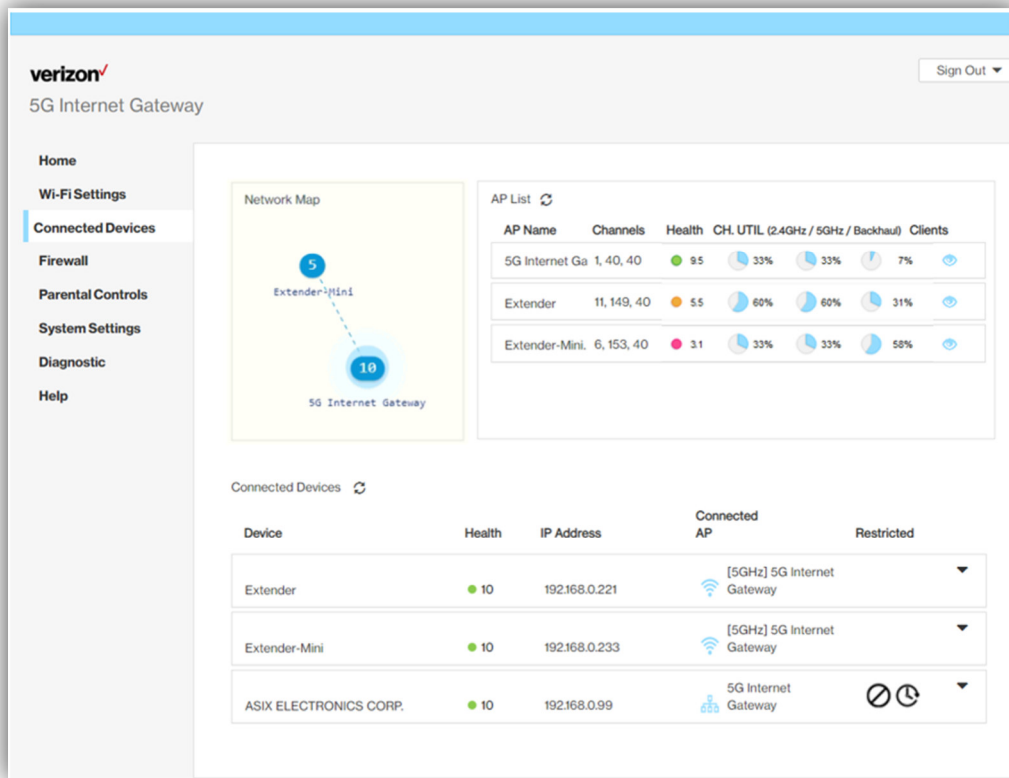 verizon
Sign Out
5G Internet Gateway
Home
Wi-Fi Settings
Connected Devices
Firewall
Parental Controls
System Settings
Diagnostic
Help
Network Map
5
Extender-Mini
10
5G Internet Gateway
AP List
AP Name Channels Health CH. UTIL (2.4GHz / 5GHz / Backhaul) Clients
5G Internet Ga 1, 40, 40 9.5 33% 33% 7%
Extender 11, 149, 40 5.5 60% 60% 31%
Extender-Mini. 6, 153, 40 3.1 33% 33% 58%
Connected Devices
Device Health IP Address Connected AP Restricted
Extender 10 192.168.0.221 [5GHz] 5G Internet Gateway
Extender-Mini 10 192.168.0.233 [5GHz] 5G Internet Gateway
ASIX ELECTRONICS CORP. 10 192.168.0.99 5G Internet Gateway